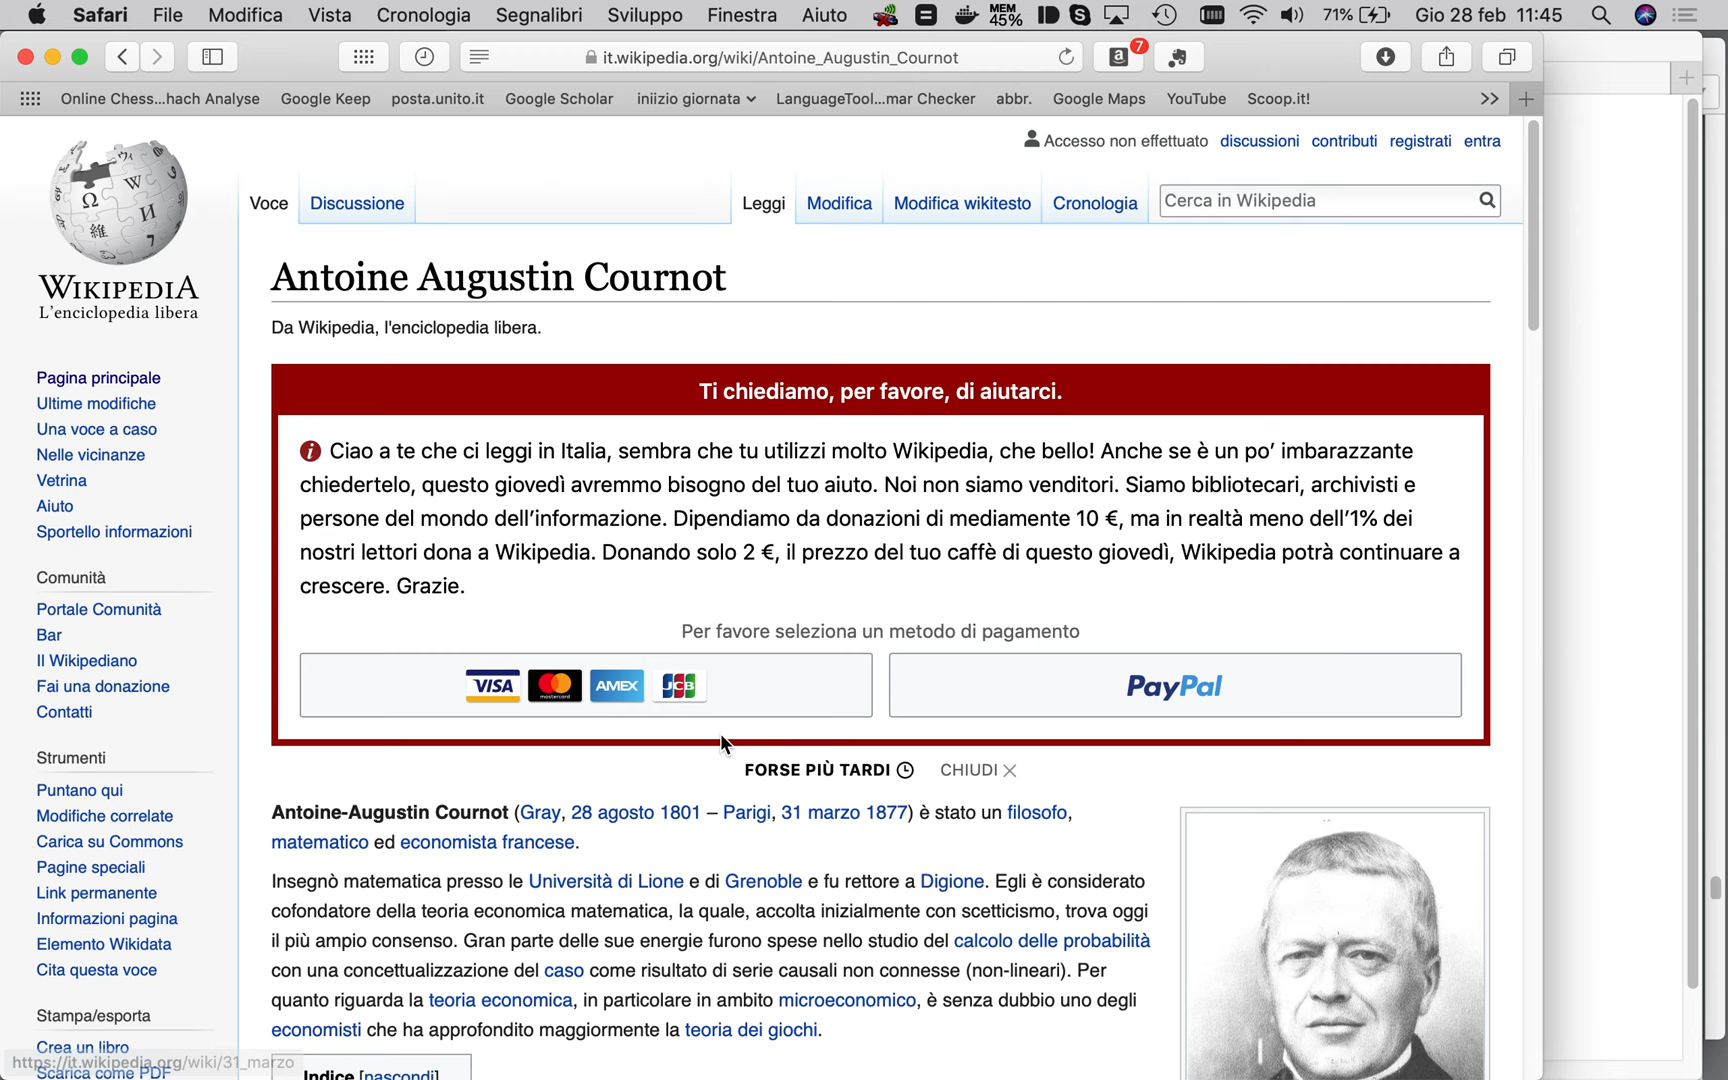 Safari File Modifica Vista Cronologia Segnalibri Sviluppo Finestra Aiuto MEM 45% 71% Gio 28 feb 11:45
it.wikipedia.org/wiki/Antoine_Augustin_Cournot a 7
Online Chess...hach Analyse Google Keep posta.unito.it Google Scholar iniizio giornata LanguageTool...mar Checker abbr. Google Maps YouTube Scoop.it! >> +
Accesso non effettuato discussioni contributi registrati entra
Voce Discussione Leggi Modifica Modifica wikitesto Cronologia Cerca in Wikipedia
WIKIPEDIA
L'enciclopedia libera
Antoine Augustin Cournot
Da Wikipedia, l'enciclopedia libera.
Ti chiediamo, per favore, di aiutarci.
i Ciao a te che ci leggi in Italia, sembra che tu utilizzi molto Wikipedia, che bello! Anche se è un po’ imbarazzante
chiedertelo, questo giovedì avremmo bisogno del tuo aiuto. Noi non siamo venditori. Siamo bibliotecari, archivisti e
persone del mondo dell’informazione. Dipendiamo da donazioni di mediamente 10 €, ma in realtà meno dell’1% dei
nostri lettori dona a Wikipedia. Donando solo 2 €, il prezzo del tuo caffè di questo giovedì, Wikipedia potrà continuare a
crescere. Grazie.
Per favore seleziona un metodo di pagamento
VISA mastercard AMEX JCB PayPal
FORSE PIÙ TARDI CHIUDI
Antoine-Augustin Cournot (Gray, 28 agosto 1801 – Parigi, 31 marzo 1877) è stato un filosofo,
matematico ed economista francese.
Insegnò matematica presso le Università di Lione e di Grenoble e fu rettore a Digione. Egli è considerato
cofondatore della teoria economica matematica, la quale, accolta inizialmente con scetticismo, trova oggi
il più ampio consenso. Gran parte delle sue energie furono spese nello studio del calcolo delle probabilità
con una concettualizzazione del caso come risultato di serie causali non connesse (non-lineari). Per
quanto riguarda la teoria economica, in particolare in ambito microeconomico, è senza dubbio uno degli
economisti che ha approfondito maggiormente la teoria dei giochi.
Indice [nascondi]
Pagina principale
Ultime modifiche
Una voce a caso
Nelle vicinanze
Vetrina
Aiuto
Sportello informazioni
Comunità
Portale Comunità
Bar
Il Wikipediano
Fai una donazione
Contatti
Strumenti
Puntano qui
Modifiche correlate
Carica su Commons
Pagine speciali
Link permanente
Informazioni pagina
Elemento Wikidata
Cita questa voce
Stampa/esporta
Crea un libro
https://it.wikipedia.org/wiki/31_marzo
Scarica come PDF